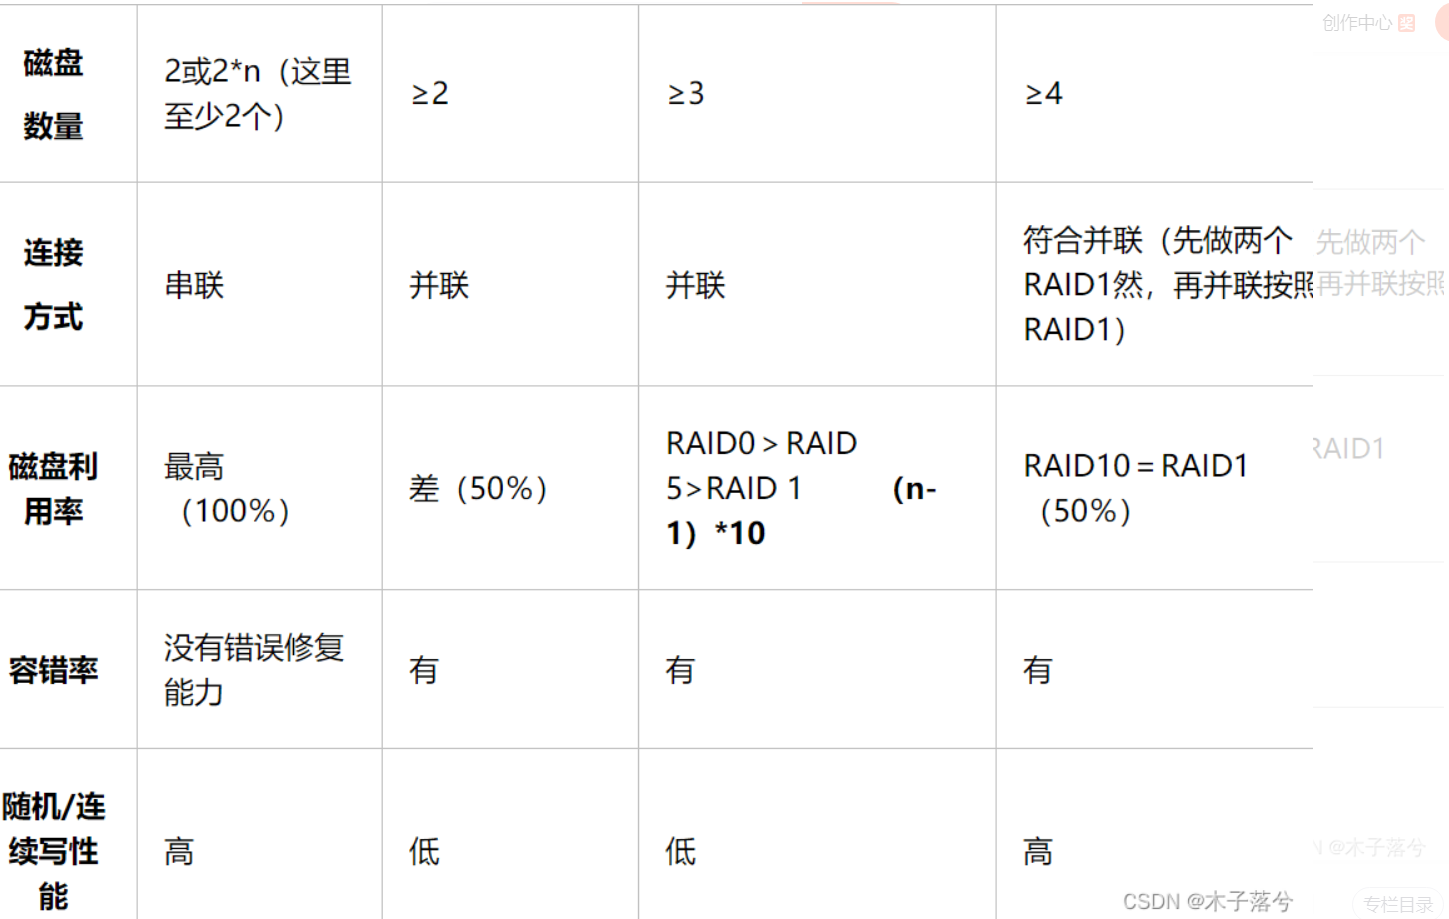 创作中心 奖
磁盘
数量
2或2*n（这里
至少2个）
≥2
≥3
≥4
连接
方式
串联
并联
并联
符合并联（先做两个
RAID1然，再并联按照
RAID1）
先做两个
再并联按照
磁盘利
用率
最高
（100%）
差（50%）
RAID0＞RAID
5>RAID 1 （n-
1）*10
RAID10＝RAID1
（50%）
RAID1
容错率
没有错误修复
能力
有
有
有
随机/连
续写性
能
高
低
低
高
N @木子落兮
CSDN @木子落兮
专栏目录